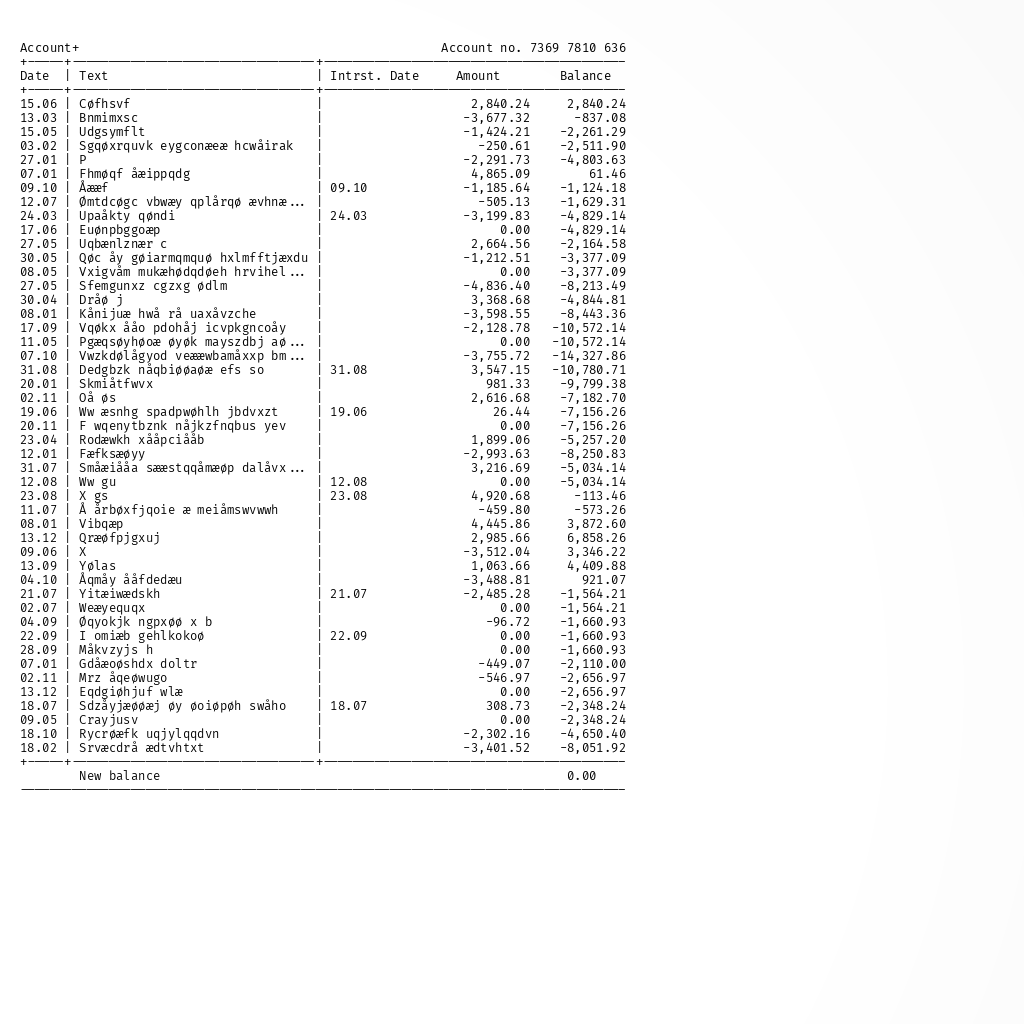 Account+ Account no. 7369 7810 636
Date | Text | Intrst. Date Amount Balance
15.06 | Cøfhsvf | 2,840.24 2,840.24
13.03 | Bnmimxsc | -3,677.32 -837.08
15.05 | Udgsymflt | -1,424.21 -2,261.29
03.02 | Sgqøxrquvk eygconæeæ hcwåirak | -250.61 -2,511.90
27.01 | P | -2,291.73 -4,803.63
07.01 | Fhmøqf åæippqdg | 4,865.09 61.46
09.10 | Åææf | 09.10 -1,185.64 -1,124.18
12.07 | Ømtdcøgc vbwæy qplårqø ævhnæ... | -505.13 -1,629.31
24.03 | Upaåkty qøndi | 24.03 -3,199.83 -4,829.14
17.06 | Euønpbggoæp | 0.00 -4,829.14
27.05 | Uqbænlznær c | 2,664.56 -2,164.58
30.05 | Qøc åy gøiarmqmquø hxlmfftjæxdu | -1,212.51 -3,377.09
08.05 | Vxigvåm mukæhødqdøeh hrvihel... | 0.00 -3,377.09
27.05 | Sfemgunxz cgzxg ødlm | -4,836.40 -8,213.49
30.04 | Dråø j | 3,368.68 -4,844.81
08.01 | Kånijuæ hwå rå uaxåvzche | -3,598.55 -8,443.36
17.09 | Vqøkx ååo pdohåj icvpkgncoåy | -2,128.78 -10,572.14
11.05 | Pgæqsøyhøoæ øyøk mayszdbj aø... | 0.00 -10,572.14
07.10 | Vwzkdølågyod veææwbamåxxp bm... | -3,755.72 -14,327.86
31.08 | Dedgbzk nåqbiøøaøæ efs so | 31.08 3,547.15 -10,780.71
20.01 | Skmiåtfwvx | 981.33 -9,799.38
02.11 | Oå øs | 2,616.68 -7,182.70
19.06 | Ww æsnhg spadpwøhlh jbdvxzt | 19.06 26.44 -7,156.26
20.11 | F wqenytbznk nåjkzfnqbus yev | 0.00 -7,156.26
23.04 | Rodæwkh xååpciååb | 1,899.06 -5,257.20
12.01 | Fæfksæøyy | -2,993.63 -8,250.83
31.07 | Småæiååa sææstqqåmæøp dalåvx... | 3,216.69 -5,034.14
12.08 | Ww gu | 12.08 0.00 -5,034.14
23.08 | X gs | 23.08 4,920.68 -113.46
11.07 | Å årbøxfjqoie æ meiåmswvwwh | -459.80 -573.26
08.01 | Vibqæp | 4,445.86 3,872.60
13.12 | Qræøfpjgxuj | 2,985.66 6,858.26
09.06 | X | -3,512.04 3,346.22
13.09 | Yølas | 1,063.66 4,409.88
04.10 | Åqmåy ååfdedæu | -3,488.81 921.07
21.07 | Yitæiwædskh | 21.07 -2,485.28 -1,564.21
02.07 | Weæyequqx | 0.00 -1,564.21
04.09 | Øqyokjk ngpxøø x b | -96.72 -1,660.93
22.09 | I omiæb gehlkokoø | 22.09 0.00 -1,660.93
28.09 | Måkvzyjs h | 0.00 -1,660.93
07.01 | Gdåæoøshdx doltr | -449.07 -2,110.00
02.11 | Mrz åqeøwugo | -546.97 -2,656.97
13.12 | Eqdgiøhjuf wlæ | 0.00 -2,656.97
18.07 | Sdzåyjæøøæj øy øoiøpøh swåho | 18.07 308.73 -2,348.24
09.05 | Crayjusv | 0.00 -2,348.24
18.10 | Rycrøæfk uqjylqqdvn | -2,302.16 -4,650.40
18.02 | Srvæcdrå ædtvhtxt | -3,401.52 -8,051.92
New balance 0.00